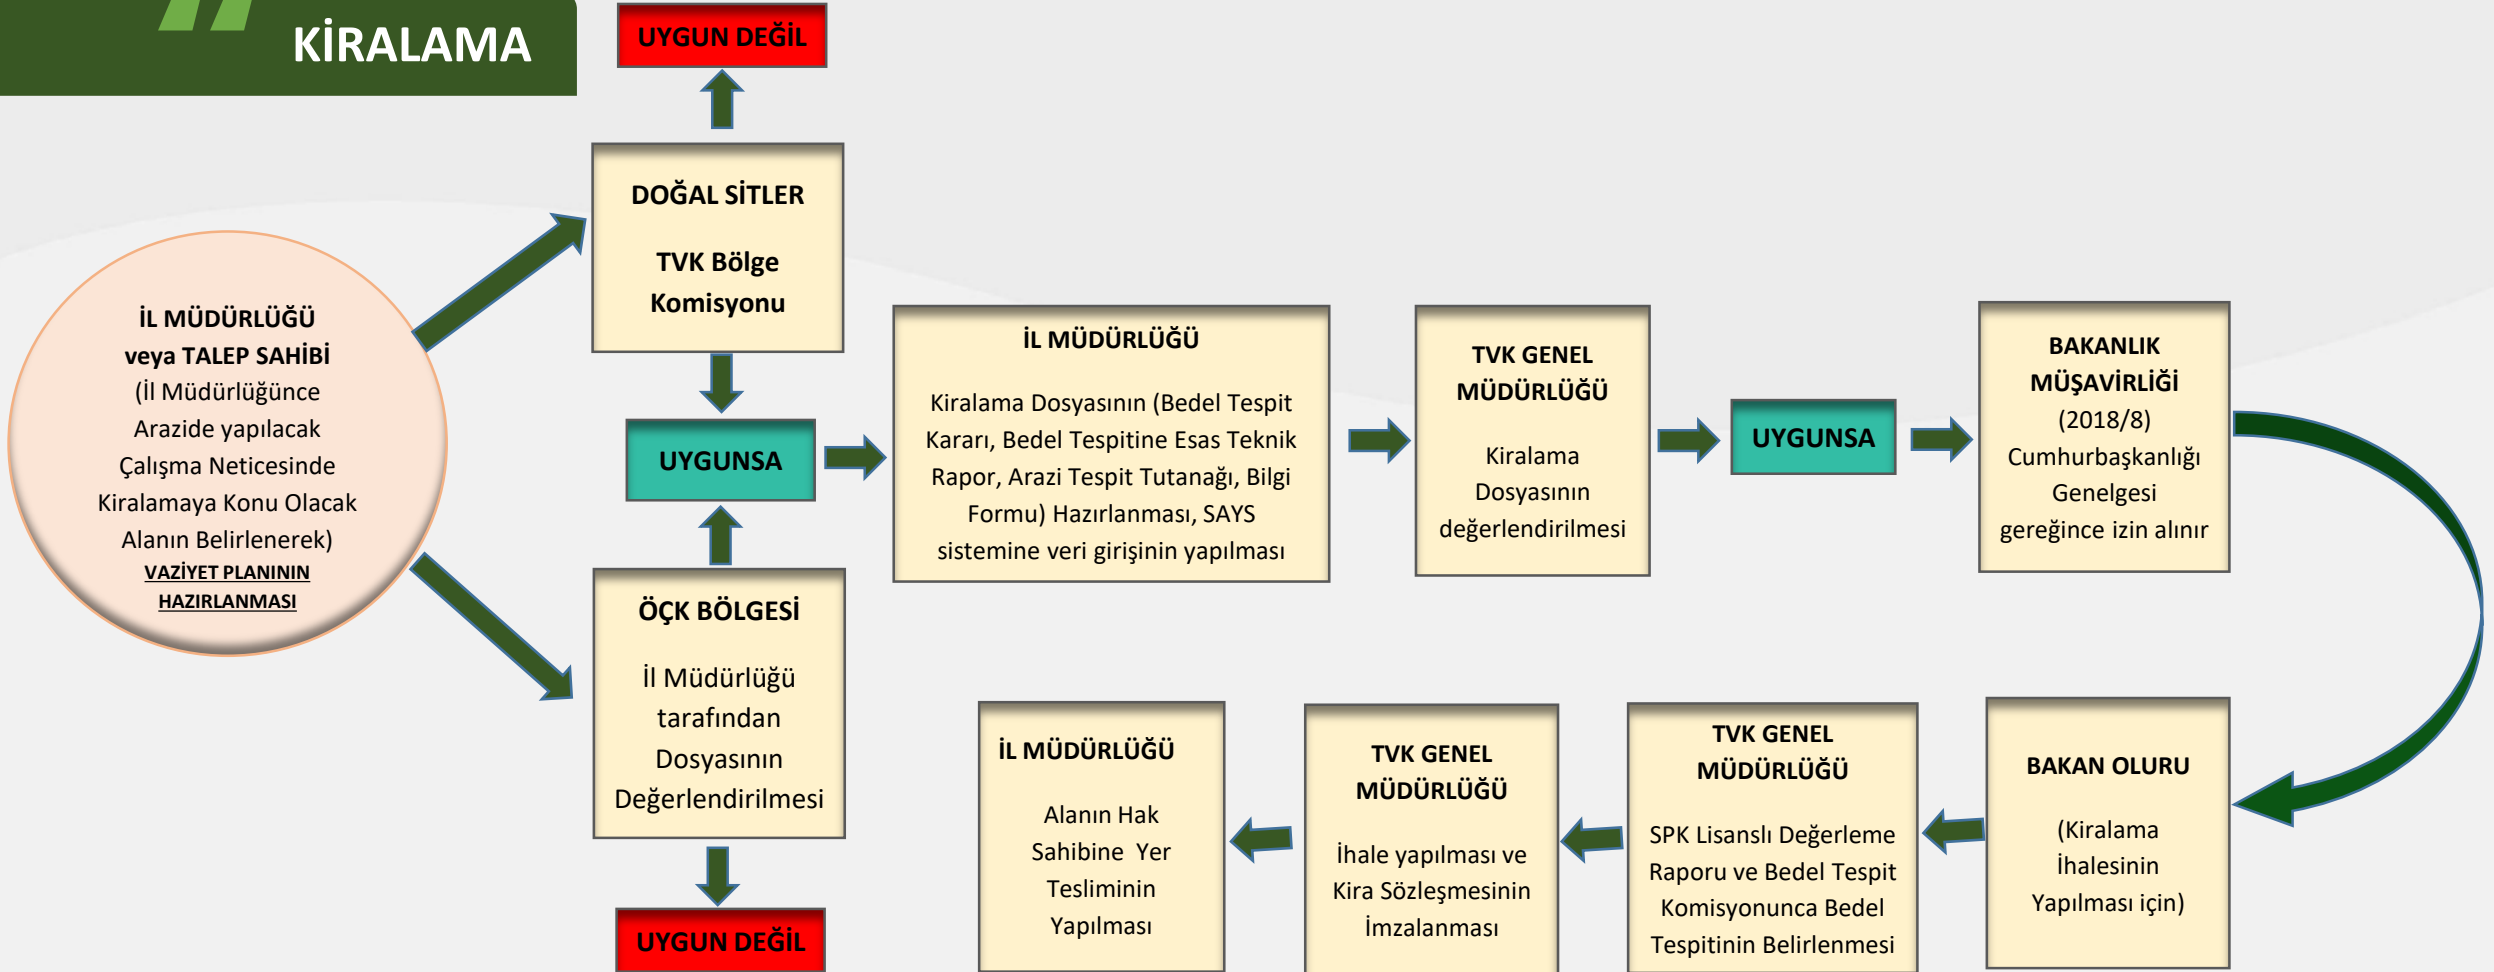 KİRALAMA
UYGUN DEĞİL
DOĞAL SİTLER
TVK Bölge
Komisyonu
İL MÜDÜRLÜĞÜ
veya TALEP SAHİBİ
(İl Müdürlüğünce
Arazide yapılacak
Çalışma Neticesinde
Kiralamaya Konu Olacak
Alanın Belirlenerek)
VAZİYET PLANININ
HAZIRLANMASI
UYGUNSA
ÖÇK BÖLGESİ
İl Müdürlüğü
tarafından
Dosyasının
Değerlendirilmesi
UYGUN DEĞİL
İL MÜDÜRLÜĞÜ
Kiralama Dosyasının (Bedel Tespit
Kararı, Bedel Tespitine Esas Teknik
Rapor, Arazi Tespit Tutanağı, Bilgi
Formu) Hazırlanması, SAYS
sistemine veri girişinin yapılması
TVK GENEL
MÜDÜRLÜĞÜ
Kiralama
Dosyasının
değerlendirilmesi
UYGUNSA
BAKANLIK
MÜŞAVİRLİĞİ
(2018/8)
Cumhurbaşkanlığı
Genelgesi
gereğince izin alınır
BAKAN OLURU
(Kiralama
İhalesinin
Yapılması için)
TVK GENEL
MÜDÜRLÜĞÜ
SPK Lisanslı Değerleme
Raporu ve Bedel Tespit
Komisyonunca Bedel
Tespitinin Belirlenmesi
TVK GENEL
MÜDÜRLÜĞÜ
İhale yapılması ve
Kira Sözleşmesinin
İmzalanması
İL MÜDÜRLÜĞÜ
Alanın Hak
Sahibine Yer
Tesliminin
Yapılması